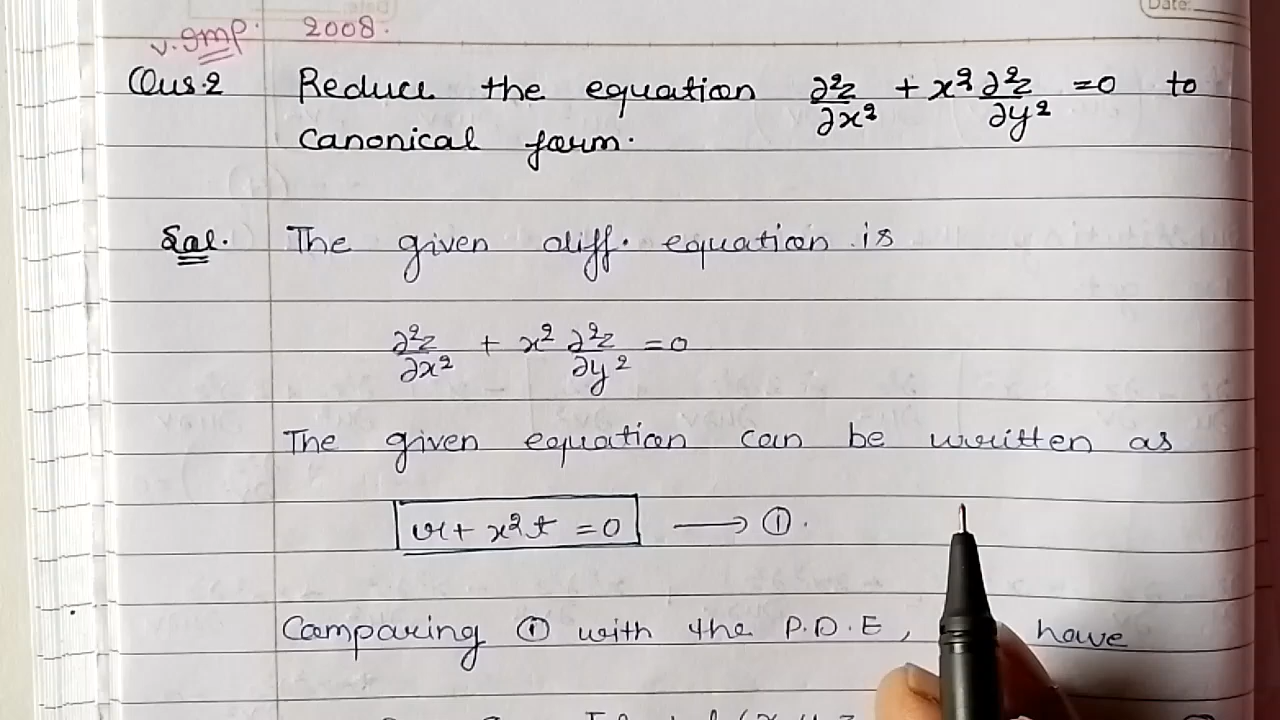 Date:
v. Imp. 2008.
Ques.2 Reduce the equation ∂²z/∂x² + x² ∂²z/∂y² = 0 to
canonical form.
Sol. The given diff. equation is
∂²z/∂x² + x² ∂²z/∂y² = 0
The given equation can be written as
r + x²t = 0 ⟶ ①.
Comparing ① with the P.D.E, have